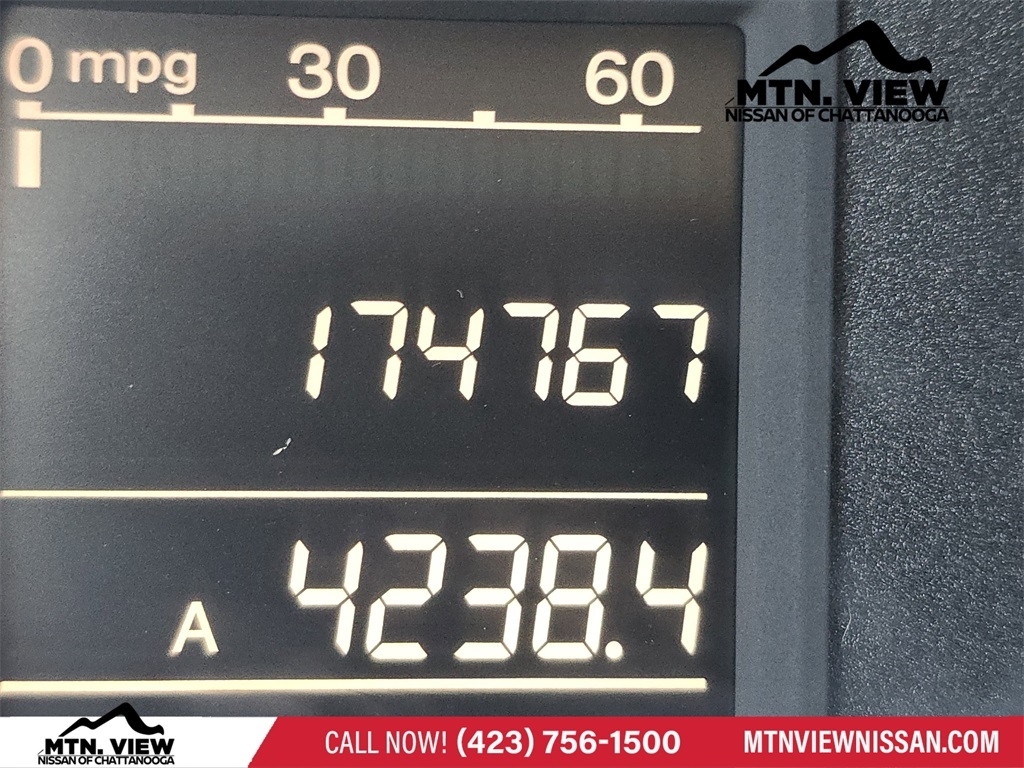 0 mpg 30 60
MTN. VIEW
NISSAN OF CHATTANOOGA
174767
A 4238.4
MTN. VIEW
NISSAN OF CHATTANOOGA
CALL NOW! (423) 756-1500
MTNVIEWNISSAN.COM